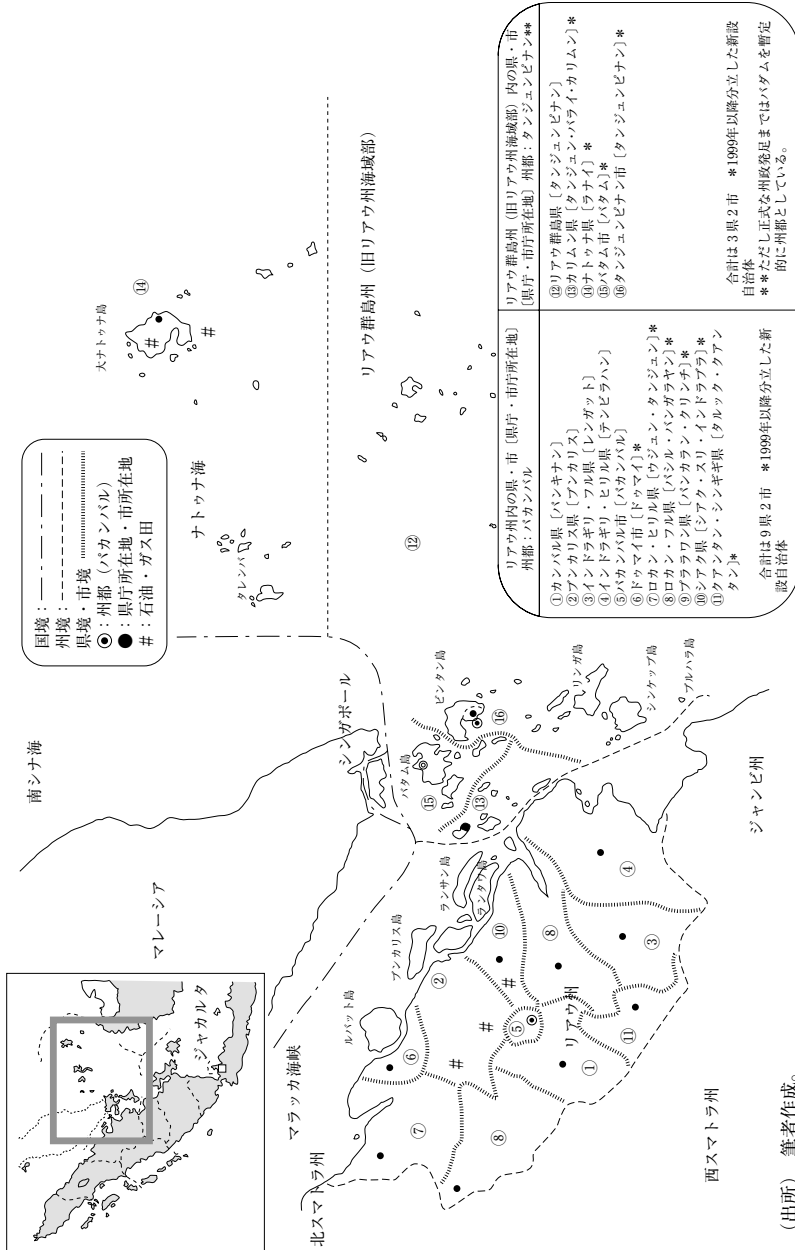 南シナ海
マレーシア
マラッカ海峡
北スマトラ州
西スマトラ州
ジャンビ州
リアウ州
シンガポール
ナトゥナ海
リアウ群島州（旧リアウ州海域部）
ジャカルタ
大ナトゥナ島
タレンパ
ビンタン島
バタム島
リンガ島
シンケップ島
ブルハラ島
ランサン島
ランタワ島
ブンカリス島
ルパット島
①
②
③
④
⑤
⑥
⑦
⑧
⑧
⑩
⑪
⑫
⑬
⑭
⑮
⑯
#
#
#
#
#
国境：
州境：
県境・市境
◎：州都（パカンバル）
●：県庁所在地・市所在地
#：石油・ガス田
リアウ州内の県・市［県庁・市庁所在地］
州都：パカンバル
①カンパル県［バンキナン］
②ブンカリス県［ブンカリス］
③インドラギリ・フル県［レンガット］
④インドラギリ・ヒリル県［テンビラハン］
⑤パカンバル市［パカンバル］
⑥ドゥマイ市［ドゥマイ］*
⑦ロカン・ヒリル県［ウジュン・タンジュン］*
⑧ロカン・フル県［パシル・パンガラヤン］*
⑨プララワン県［パンカラン・クリンチ］*
⑩シアク県［シアク・スリ・インドラプラ］*
⑪クアンタン・シンギギ県［タルック・クアン
タン］*
合計は9県2市　*1999年以降分立した新
設自治体
リアウ群島州（旧リアウ州海域部）内の県・市
［県庁・市庁所在地］州都：タンジュンピナン**
⑫リアウ群島県［タンジュンピナン］
⑬カリムン県［タンジュン・バライ・カリムン］*
⑭ナトゥナ県［ラナイ］*
⑮バタム市［バタム］*
⑯タンジュンピナン市［タンジュンピナン］*
合計は3県2市　*1999年以降分立した新設
自治体
**ただし正式な州政発足まではバダムを暫定
的に州都としている。
（出所）　筆者作成。